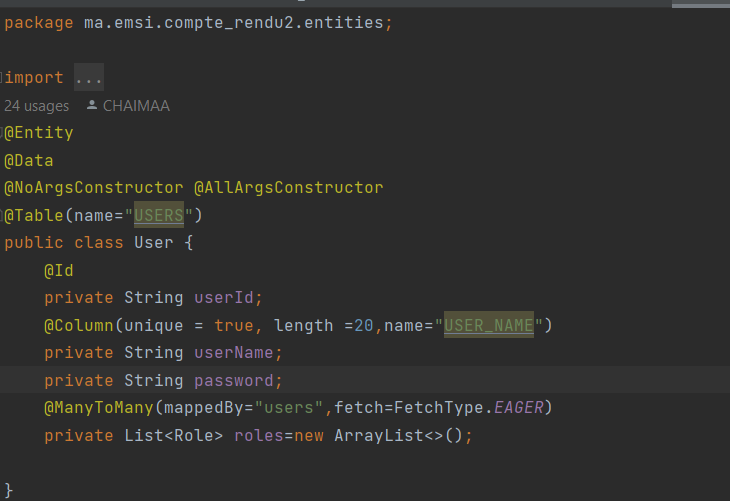 package ma.emsi.compte_rendu2.entities;
import ...
24 usages CHAIMAA
@Entity
@Data
@NoArgsConstructor @AllArgsConstructor
@Table(name="USERS")
public class User {
@Id
private String userId;
@Column(unique = true, length =20,name="USER_NAME")
private String userName;
private String password;
@ManyToMany(mappedBy="users",fetch=FetchType.EAGER)
private List<Role> roles=new ArrayList<>();
}